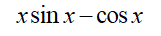 x sin x − cos x